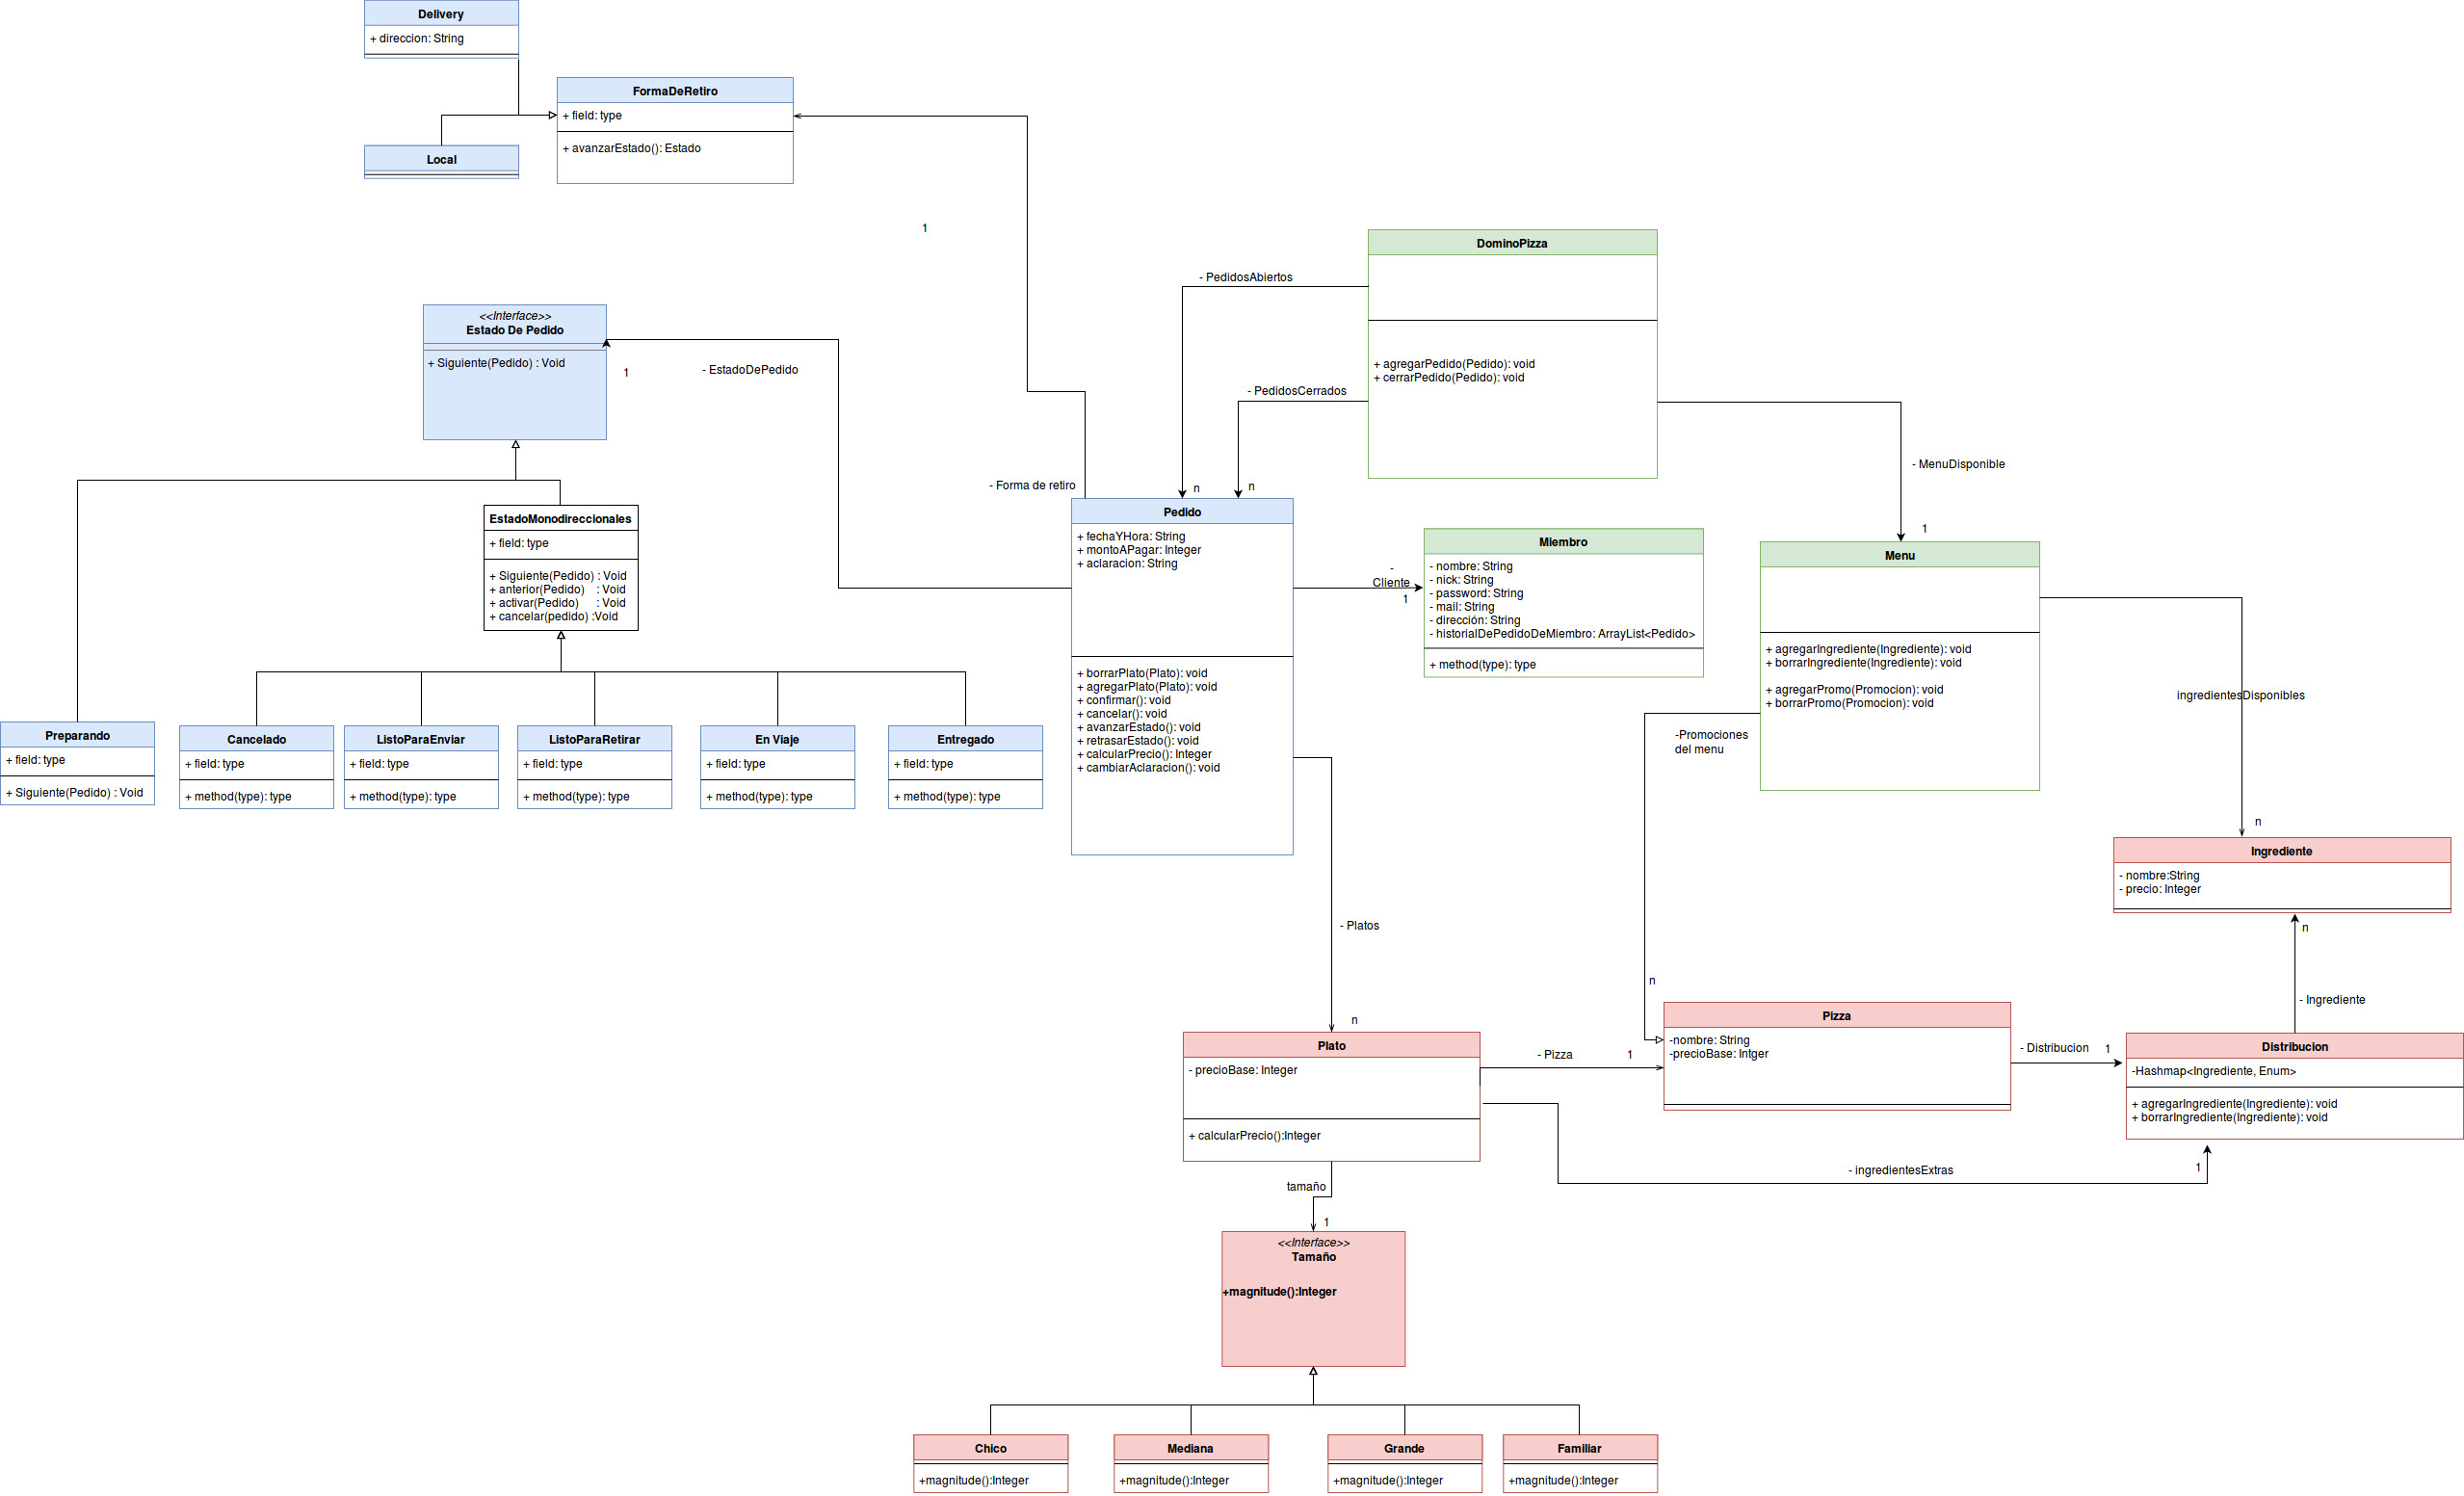 Delivery
+ direccion: String
FormaDeRetiro
+ field: type
+ avanzarEstado(): Estado
Local
1
DominoPizza
+ agregarPedido(Pedido): void
+ cerrarPedido(Pedido): void
- PedidosAbiertos
- PedidosCerrados
<<Interface>>
Estado De Pedido
+ Siguiente(Pedido) : Void
1
- EstadoDePedido
- MenuDisponible
1
- Forma de retiro
n
n
EstadoMonodireccionales
+ field: type
+ Siguiente(Pedido) : Void
+ anterior(Pedido) : Void
+ activar(Pedido) : Void
+ cancelar(pedido) :Void
Pedido
+ fechaYHora: String
+ montoAPagar: Integer
+ aclaracion: String
+ borrarPlato(Plato): void
+ agregarPlato(Plato): void
+ confirmar(): void
+ cancelar(): void
+ avanzarEstado(): void
+ retrasarEstado(): void
+ calcularPrecio(): Integer
+ cambiarAclaracion(): void
-
Cliente
1
Miembro
- nombre: String
- nick: String
- password: String
- mail: String
- dirección: String
- historialDePedidoDeMiembro: ArrayList<Pedido>
+ method(type): type
Menu
+ agregarIngrediente(Ingrediente): void
+ borrarIngrediente(Ingrediente): void
+ agregarPromo(Promocion): void
+ borrarPromo(Promocion): void
ingredientesDisponibles
-Promociones
del menu
n
Preparando
+ field: type
+ Siguiente(Pedido) : Void
Cancelado
+ field: type
+ method(type): type
ListoParaEnviar
+ field: type
+ method(type): type
ListoParaRetirar
+ field: type
+ method(type): type
En Viaje
+ field: type
+ method(type): type
Entregado
+ field: type
+ method(type): type
Ingrediente
- nombre:String
- precio: Integer
- Platos
n
n
n
- Ingrediente
Plato
- precioBase: Integer
+ calcularPrecio():Integer
- Pizza
1
Pizza
-nombre: String
-precioBase: Intger
- Distribucion
1
Distribucion
-Hashmap<Ingrediente, Enum>
+ agregarIngrediente(Ingrediente): void
+ borrarIngrediente(Ingrediente): void
- ingredientesExtras
1
tamaño
1
<<Interface>>
Tamaño
+magnitude():Integer
Chico
+magnitude():Integer
Mediana
+magnitude():Integer
Grande
+magnitude():Integer
Familiar
+magnitude():Integer